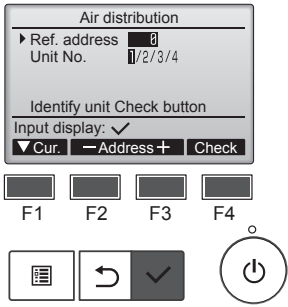 Air distribution
Ref. address 0
Unit No. 1/2/3/4
Identify unit Check button
Input display: ✓
▼Cur. −Address+ Check
F1 F2 F3 F4